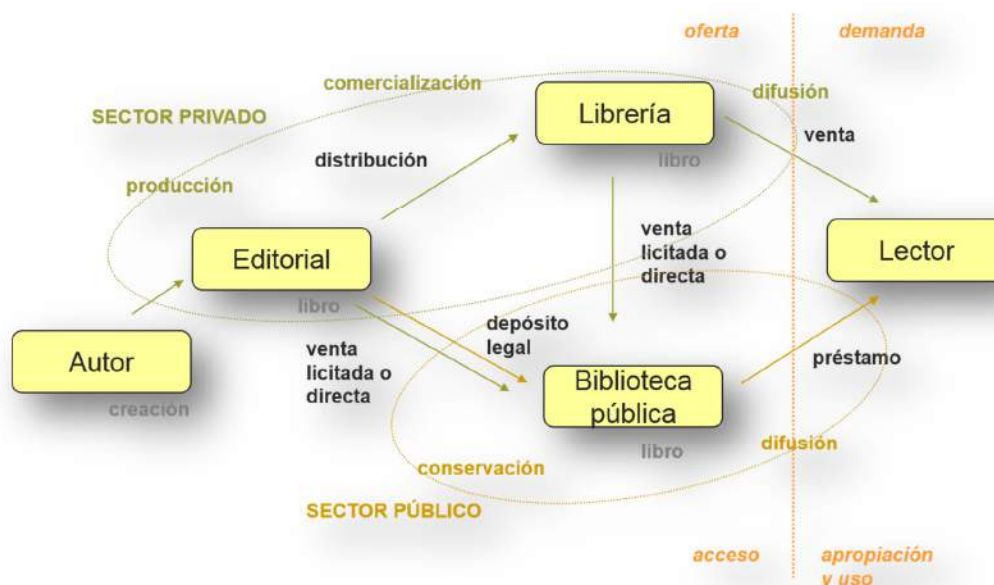 oferta
demanda
comercialización
difusión
SECTOR PRIVADO
Librería
venta
distribución
libro
producción
venta
licitada o
directa
Editorial
Lector
libro
depósito
legal
venta
licitada o
directa
Autor
préstamo
Biblioteca
pública
creación
difusión
libro
conservación
SECTOR PÚBLICO
acceso
apropiación
y uso